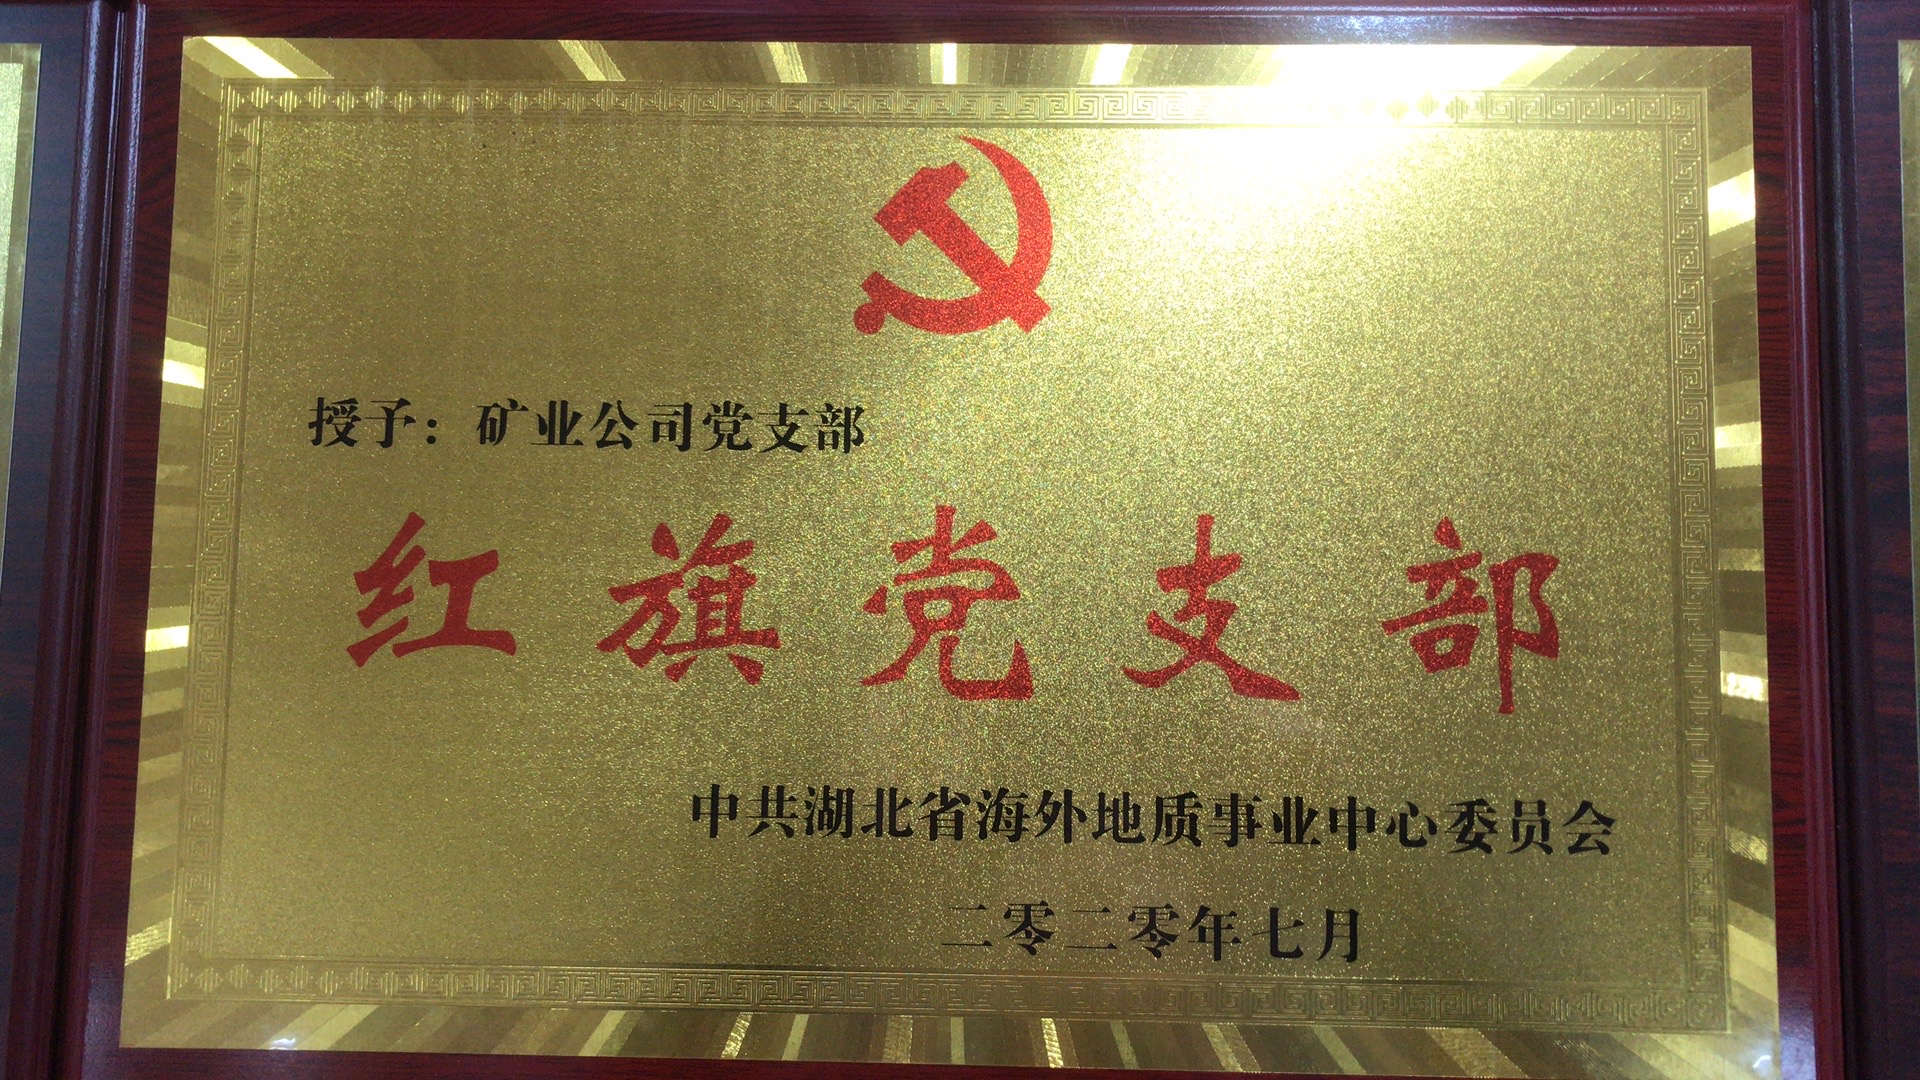 授予：矿业公司党支部
红旗党支部
中共湖北省海外地质事业中心委员会
二零二零年七月